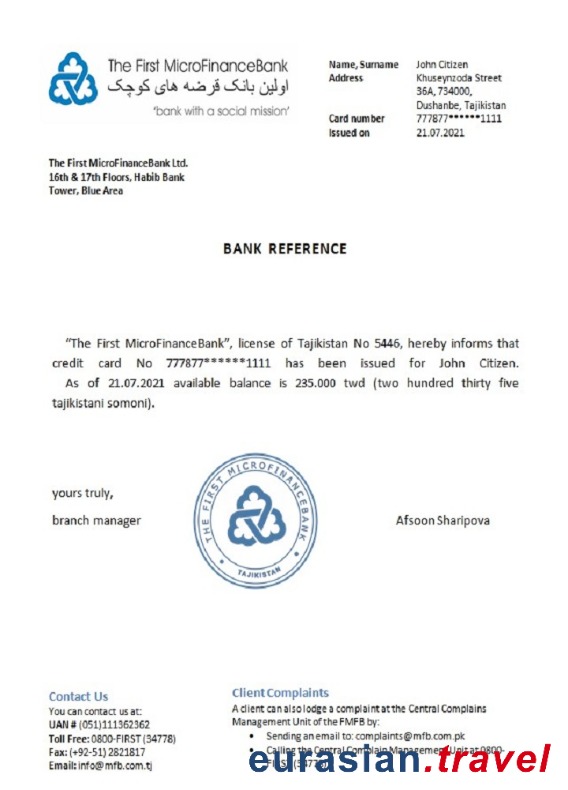 The First MicroFinanceBank
اولین بانک قرضه های کوچک
"bank with a social mission"
Name, Surname John Citizen
Address Khuseynzoda Street
36A, 734000,
Dushanbe, Tajikistan
Card number 777877******1111
Issued on 21.07.2021
The First MicroFinanceBank Ltd.
16th & 17th Floors, Habib Bank
Tower, Blue Area
BANK REFERENCE
"The First MicroFinanceBank", license of Tajikistan No 5446, hereby informs that
credit card No 777877******1111 has been issued for John Citizen.
As of 21.07.2021 available balance is 235.000 twd (two hundred thirty five
tajikistani somoni).
yours truly,
branch manager
THE FIRST MICROFINANCEBANK
TAJIKISTAN
Afsoon Sharipova
Contact Us
You can contact us at:
UAN # (051)111362362
Toll Free: 0800-FIRST (34778)
Fax: (+92-51) 2821817
Email: info@mfb.com.tj
Client Complaints
A client can also lodge a complaint at the Central Complains
Management Unit of the FMFB by:
• Sending an email to: complaints@mfb.com.pk
• Calling the Central Complain Management Unit at 0800-
eurasian.travel